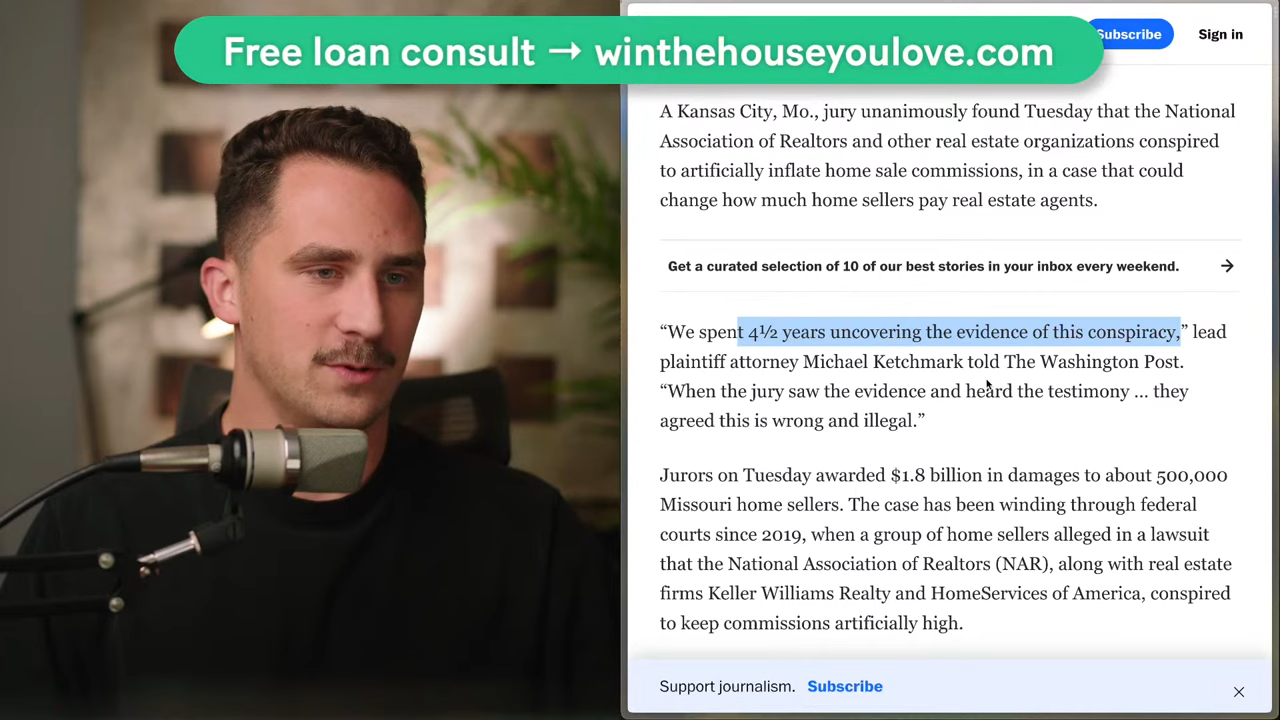 Free loan consult → winthehouseyoulove.com
Subscribe
Sign in
A Kansas City, Mo., jury unanimously found Tuesday that the National
Association of Realtors and other real estate organizations conspired
to artificially inflate home sale commissions, in a case that could
change how much home sellers pay real estate agents.
Get a curated selection of 10 of our best stories in your inbox every weekend.
“We spent 4½ years uncovering the evidence of this conspiracy,” lead
plaintiff attorney Michael Ketchmark told The Washington Post.
“When the jury saw the evidence and heard the testimony ... they
agreed this is wrong and illegal.”
Jurors on Tuesday awarded $1.8 billion in damages to about 500,000
Missouri home sellers. The case has been winding through federal
courts since 2019, when a group of home sellers alleged in a lawsuit
that the National Association of Realtors (NAR), along with real estate
firms Keller Williams Realty and HomeServices of America, conspired
to keep commissions artificially high.
Support journalism. Subscribe